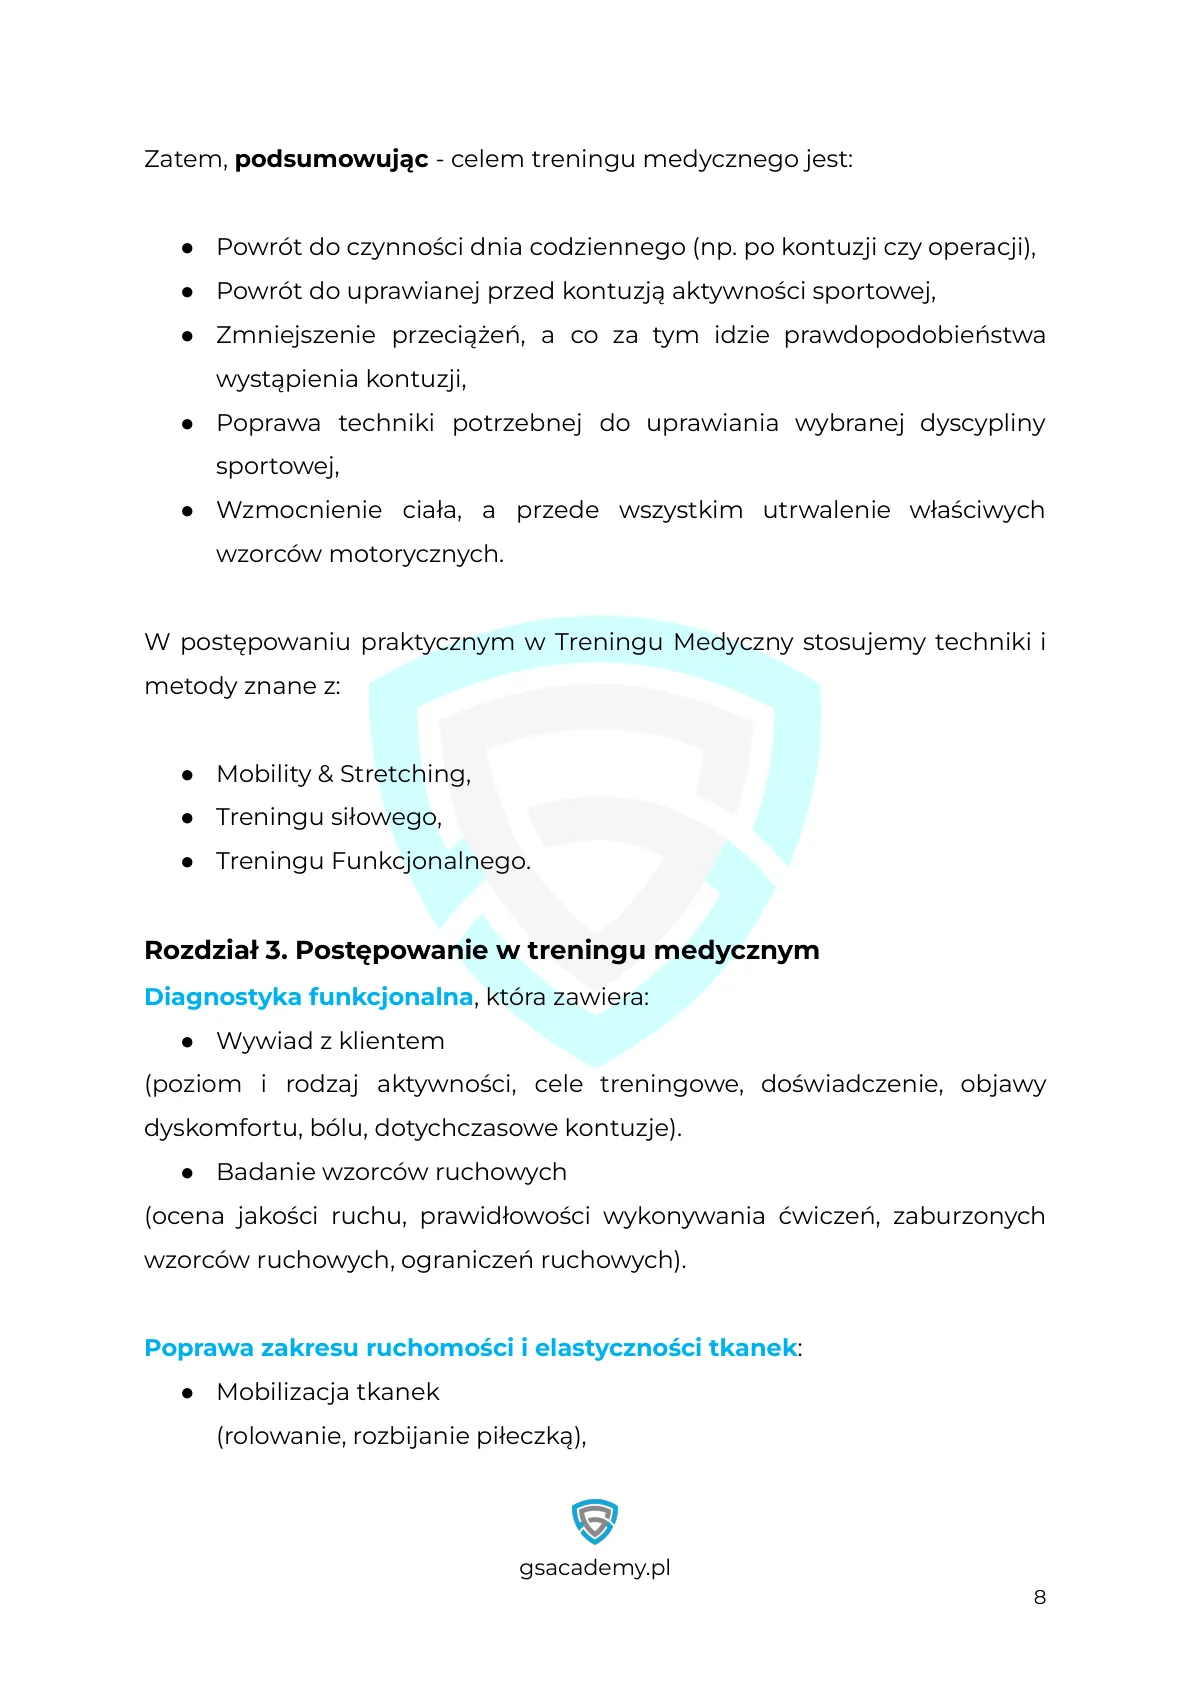 Zatem, podsumowując - celem treningu medycznego jest:
● Powrót do czynności dnia codziennego (np. po kontuzji czy operacji),
● Powrót do uprawianej przed kontuzją aktywności sportowej,
● Zmniejszenie przeciążeń, a co za tym idzie prawdopodobieństwa
wystąpienia kontuzji,
● Poprawa techniki potrzebnej do uprawiania wybranej dyscypliny
sportowej,
● Wzmocnienie ciała, a przede wszystkim utrwalenie właściwych
wzorców motorycznych.
W postępowaniu praktycznym w Treningu Medyczny stosujemy techniki i
metody znane z:
● Mobility & Stretching,
● Treningu siłowego,
● Treningu Funkcjonalnego.
Rozdział 3. Postępowanie w treningu medycznym
Diagnostyka funkcjonalna, która zawiera:
● Wywiad z klientem
(poziom i rodzaj aktywności, cele treningowe, doświadczenie, objawy
dyskomfortu, bólu, dotychczasowe kontuzje).
● Badanie wzorców ruchowych
(ocena jakości ruchu, prawidłowości wykonywania ćwiczeń, zaburzonych
wzorców ruchowych, ograniczeń ruchowych).
Poprawa zakresu ruchomości i elastyczności tkanek:
● Mobilizacja tkanek
(rolowanie, rozbijanie piłeczką),
gsacademy.pl
8